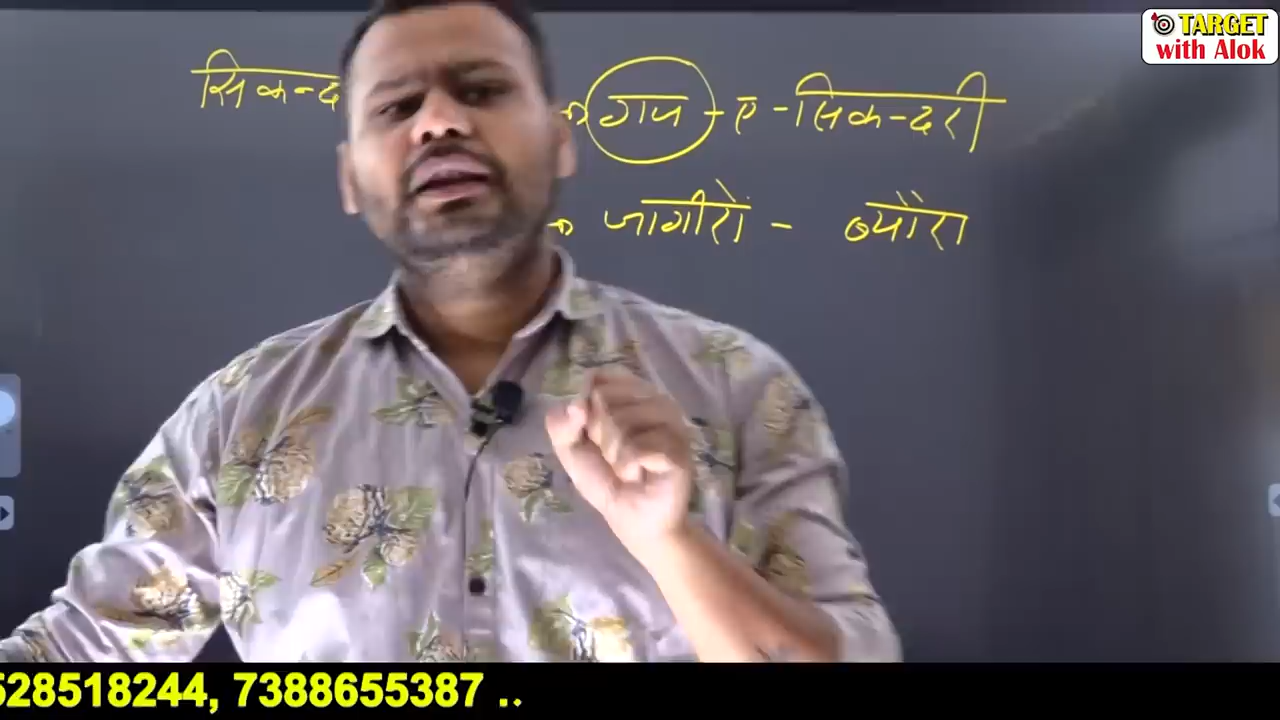 TARGET
with Alok
सिकन्द
→ गज - ए - सिकन्दरी
→ जागीरों - ब्यौरा
528518244, 7388655387 ..